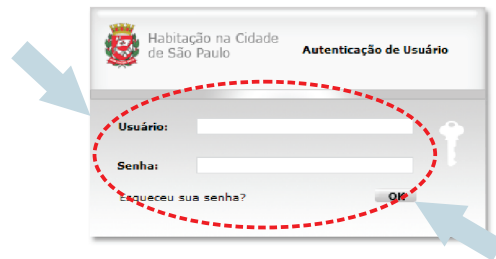 Habitação na Cidade
de São Paulo
Autenticação de Usuário
Usuário:
Senha:
Esqueceu sua senha?
OK